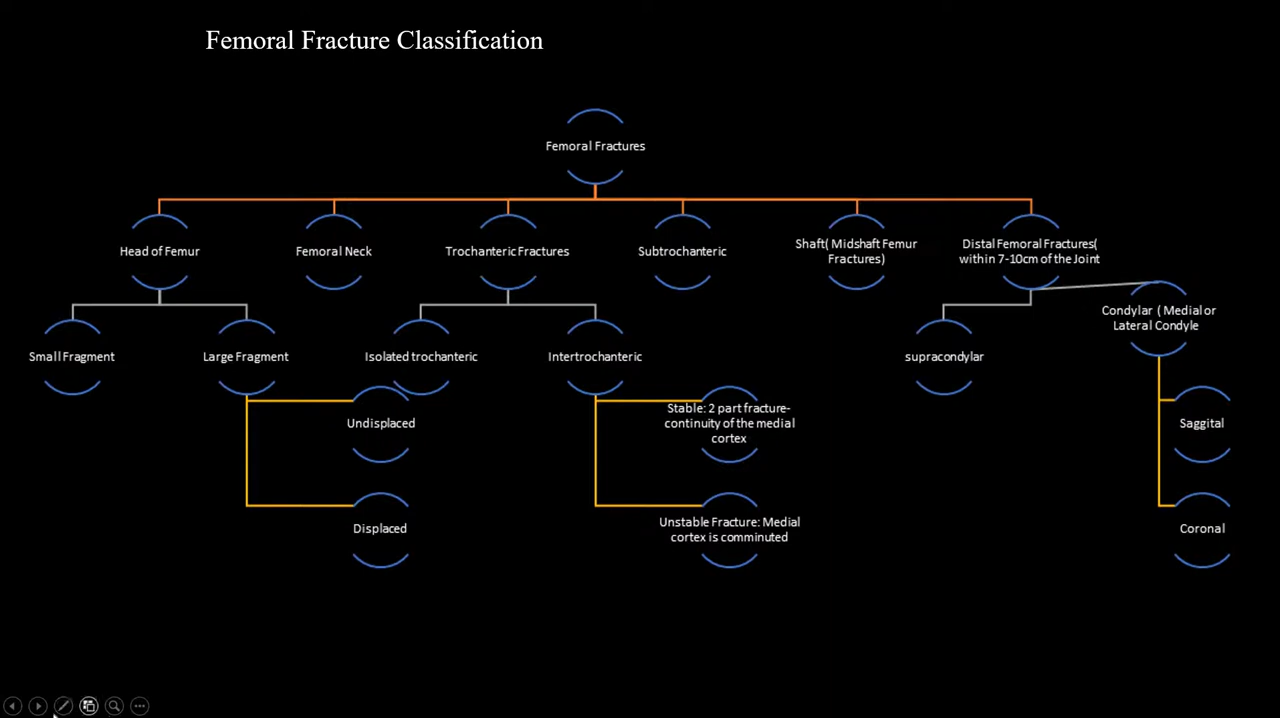 Femoral Fracture Classification
Femoral Fractures
Head of Femur
Femoral Neck
Trochanteric Fractures
Subtrochanteric
Shaft( Midshaft Femur
Fractures)
Distal Femoral Fractures(
within 7-10cm of the Joint
Small Fragment
Large Fragment
Isolated trochanteric
Intertrochanteric
supracondylar
Condylar ( Medial or
Lateral Condyle
Undisplaced
Displaced
Stable: 2 part fracture-
continuity of the medial
cortex
Unstable Fracture: Medial
cortex is comminuted
Saggital
Coronal